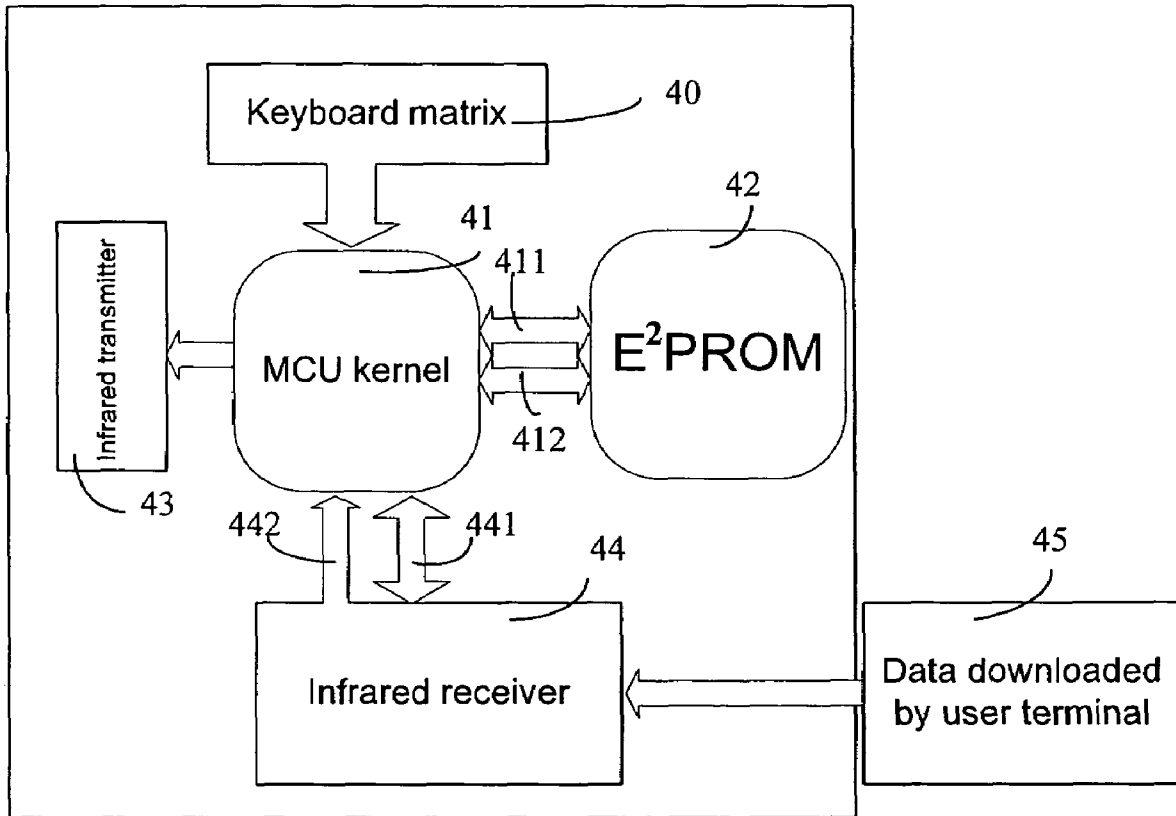 Keyboard matrix
40
42
41
411
Infrared transmitter
MCU kernel
E²PROM
412
43
442
441
44
45
Infrared receiver
Data downloaded
by user terminal